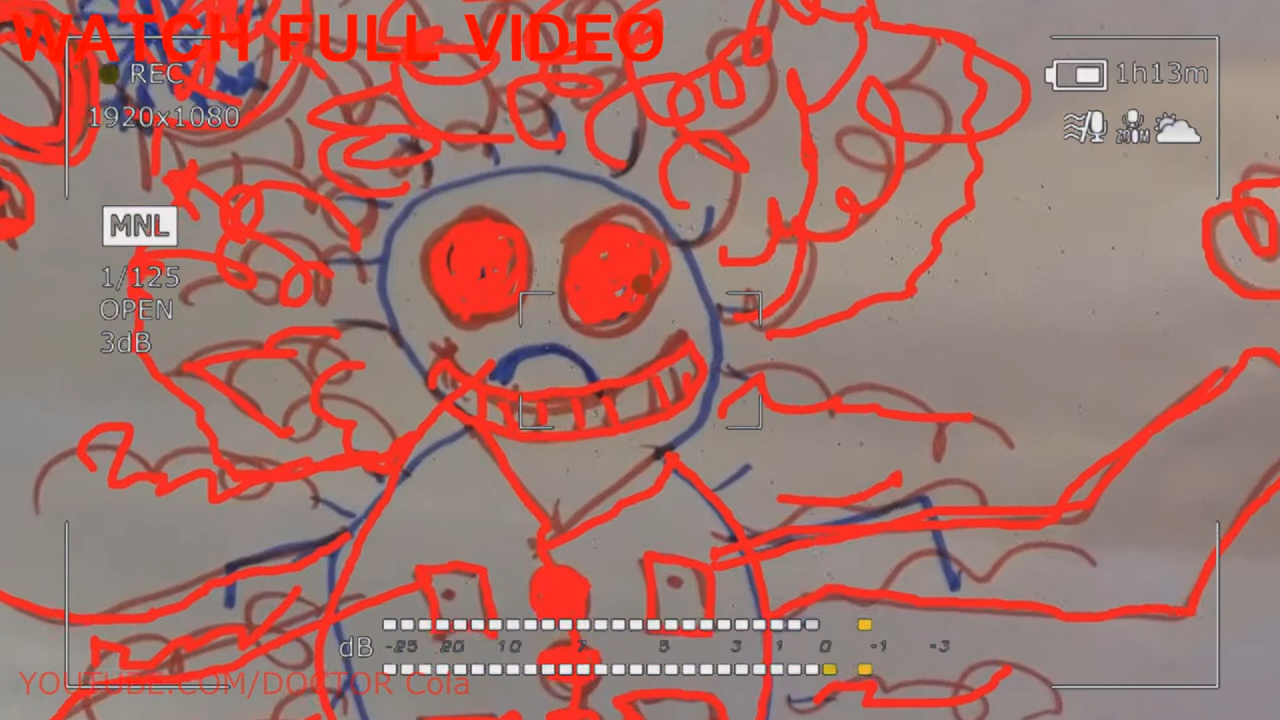 WATCH FULL VIDEO
REC
1920x1080
1h13m
ZOOM
MNL
1/125
OPEN
3dB
dB -25 20 10 7 5 3 1 0 -1 -3
YOUTUBE.COM/DOCTOR Cola